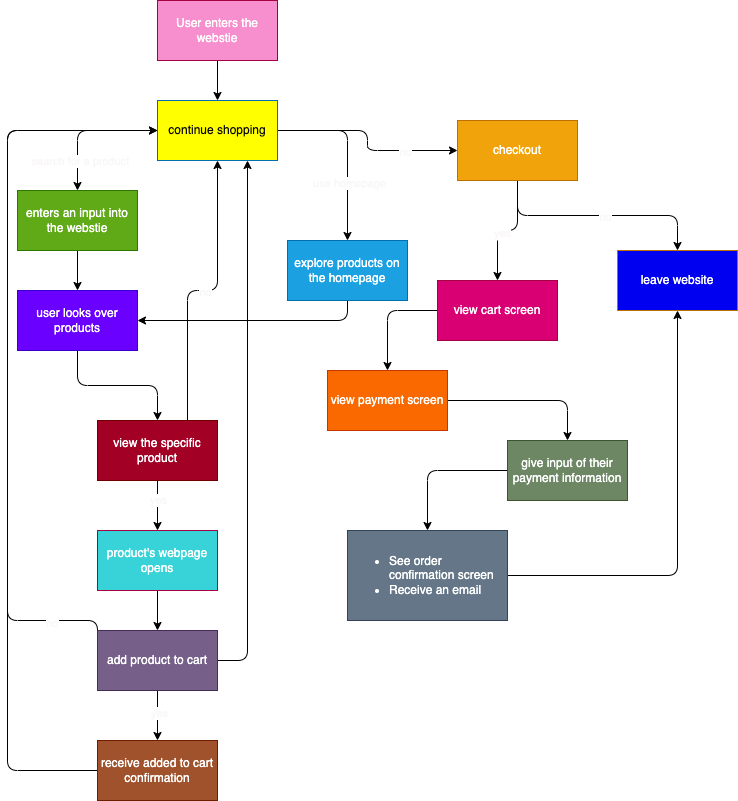 User enters the
webstie
continue shopping
checkout
search for a product
use homepage
enters an input into
the webstie
explore products on
the homepage
leave website
user looks over
products
view cart screen
view payment screen
view the specific
product
give input of their
payment information
product's webpage
opens
See order
confirmation screen
Receive an email
add product to cart
receive added to cart
confirmation